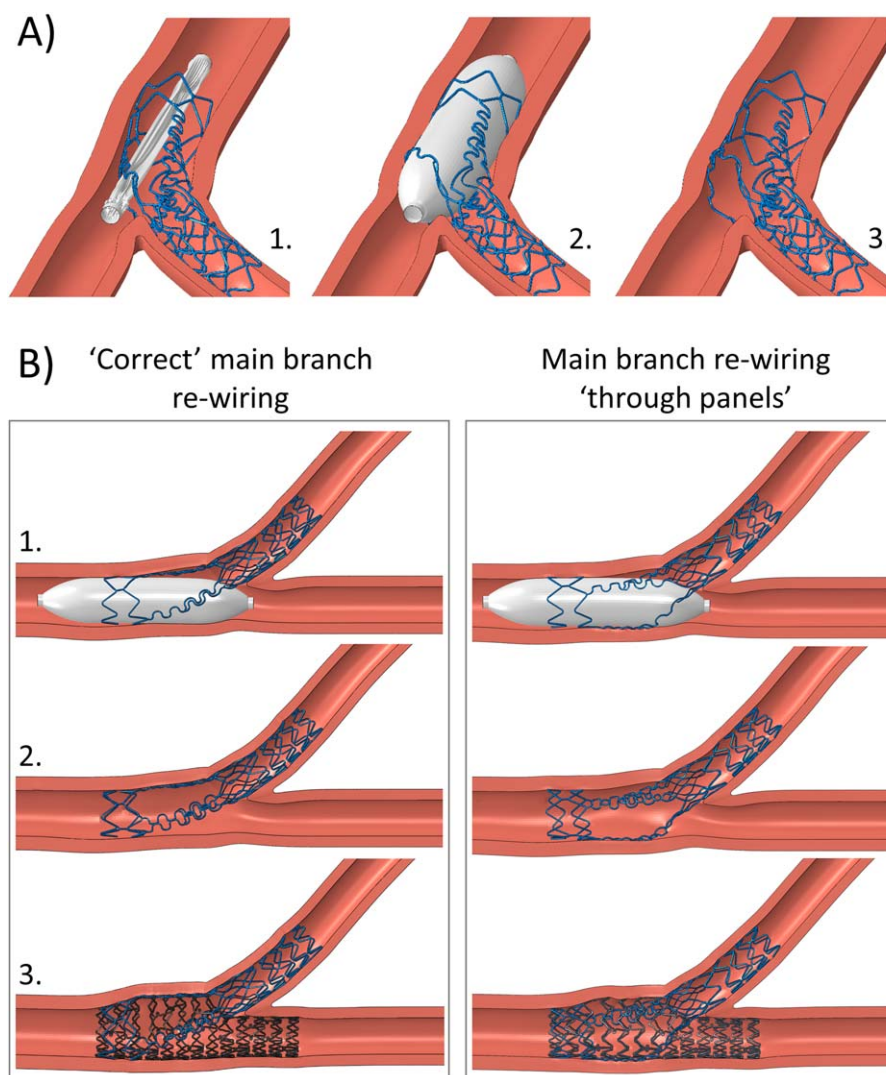 A)
1.
2.
3
B)
‘Correct’ main branch
re-wiring
Main branch re-wiring
‘through panels’
1.
2.
3.